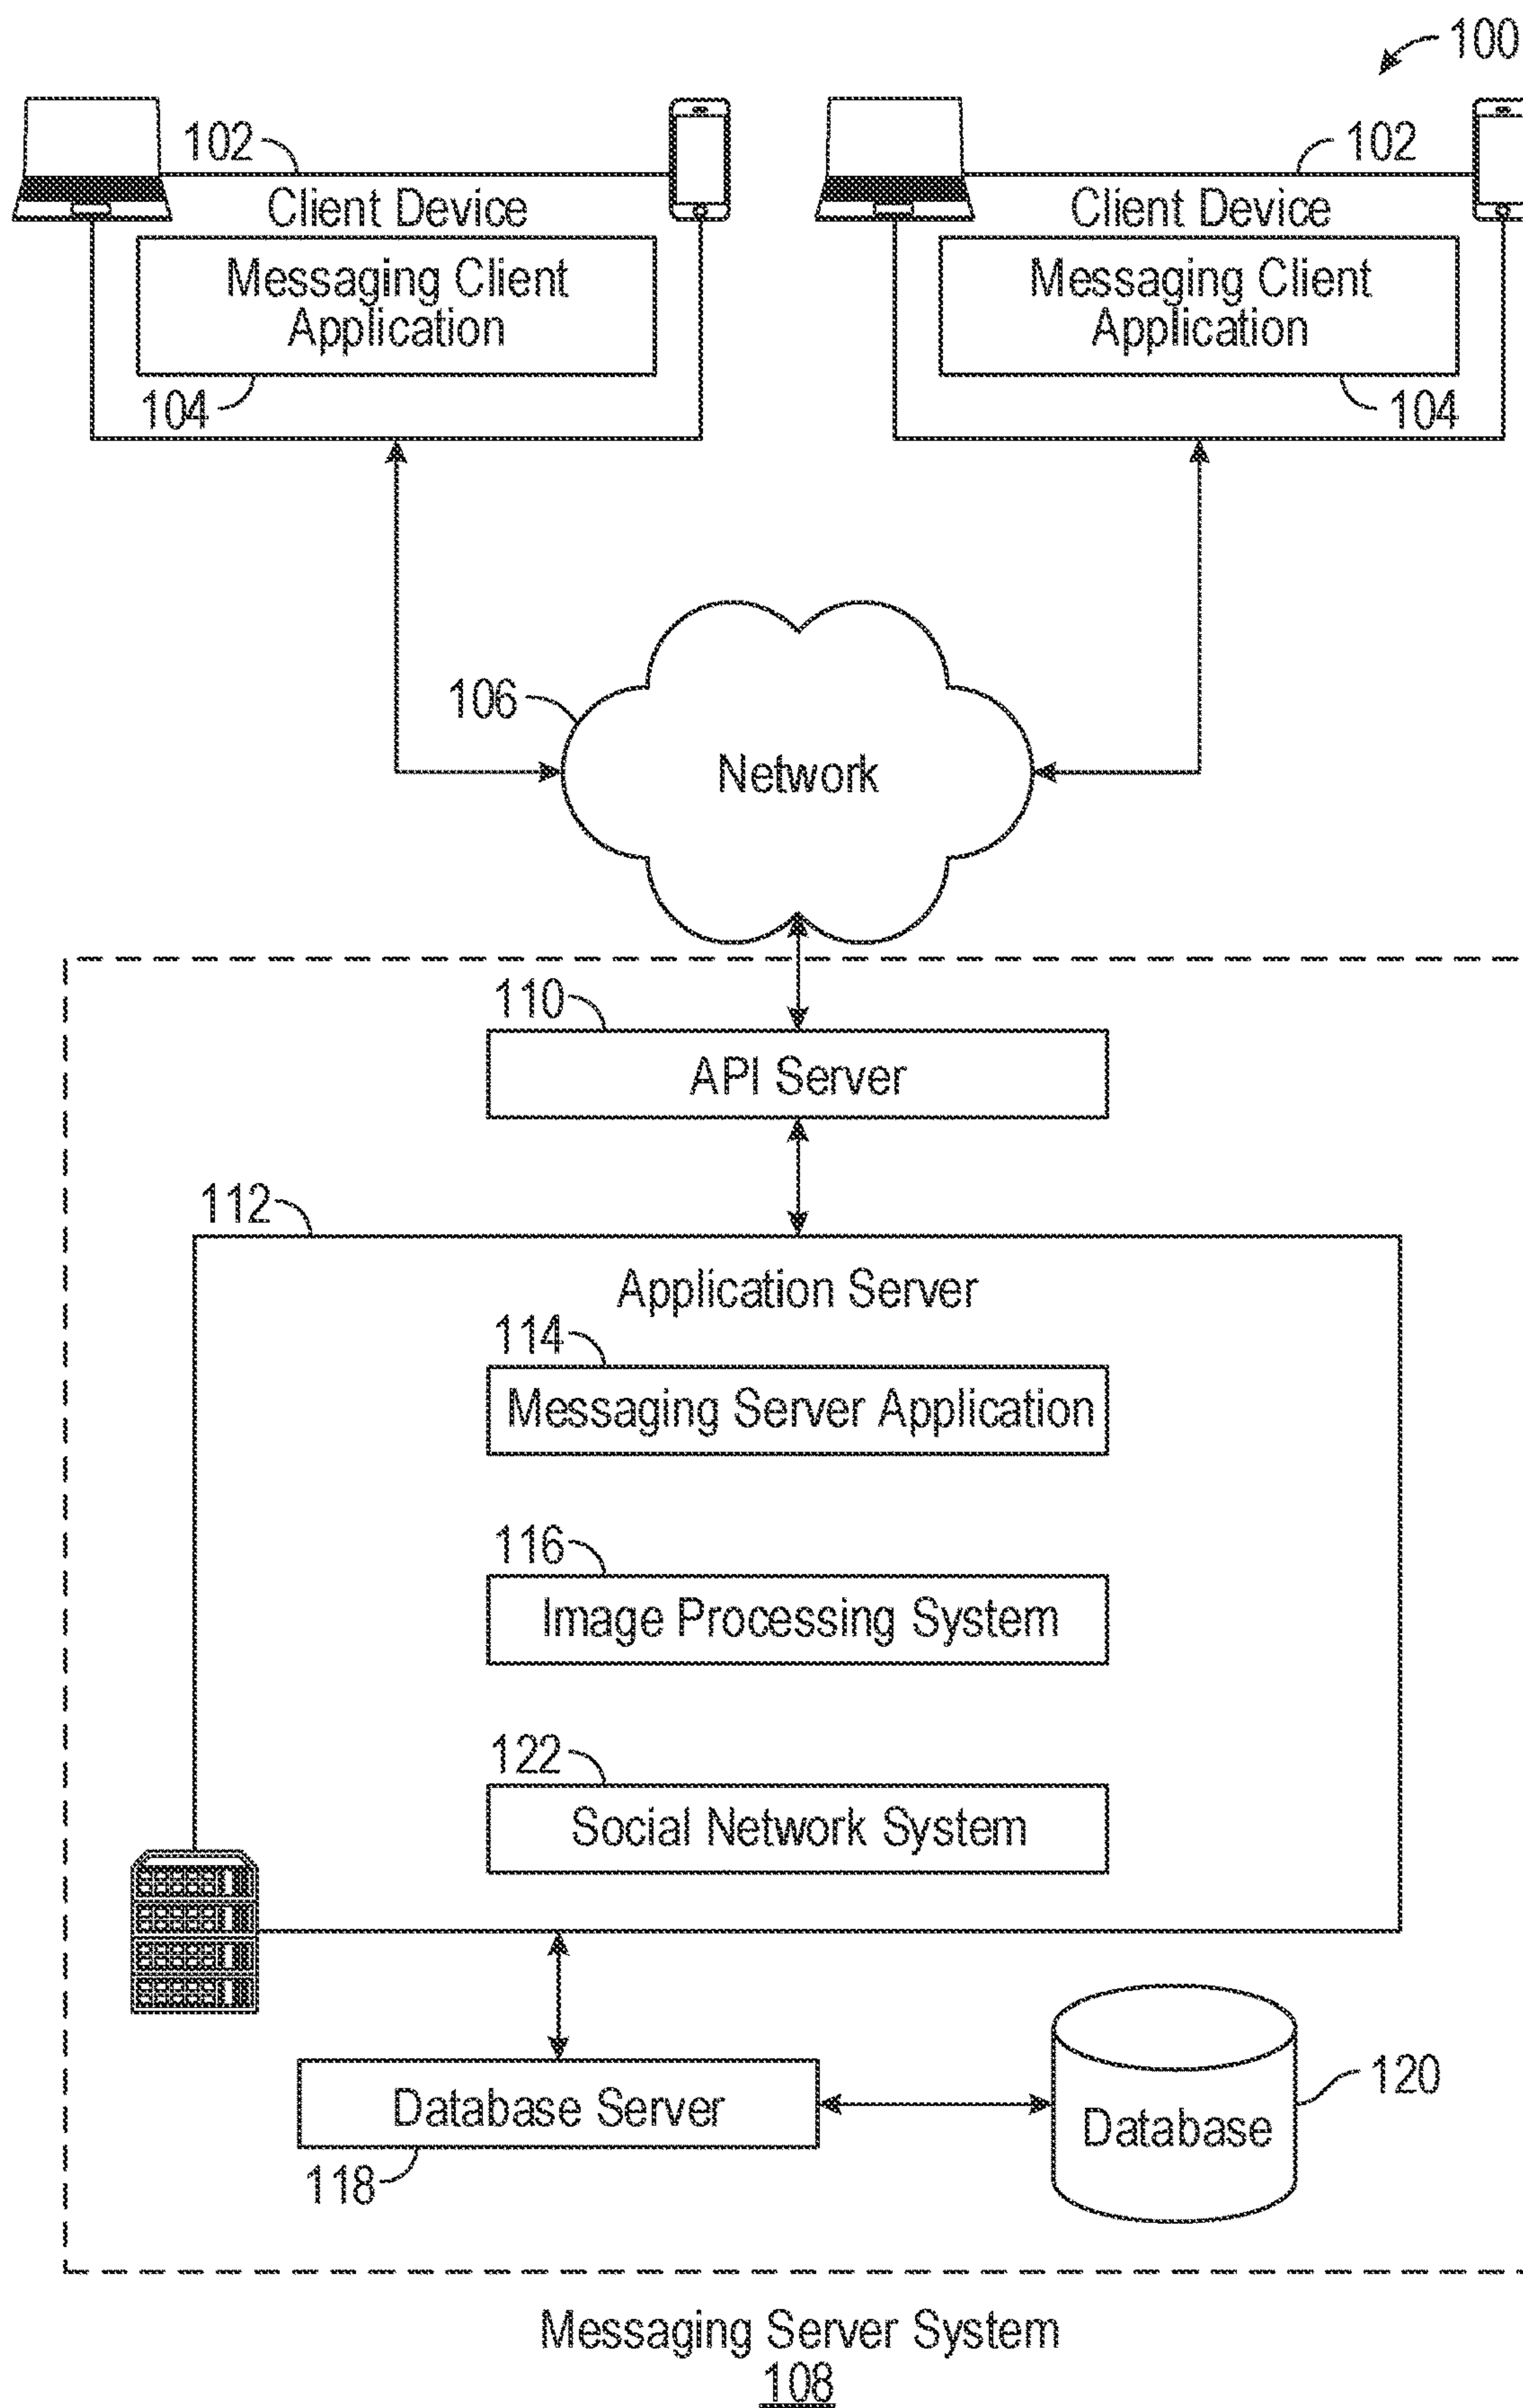 100
102
102
Client Device
Client Device
Messaging Client
Application
Messaging Client
Application
104
104
106
Network
110
API Server
112
Application Server
114
Messaging Server Application
116
Image Processing System
122
Social Network System
Database Server
118
Database
120
Messaging Server System
108